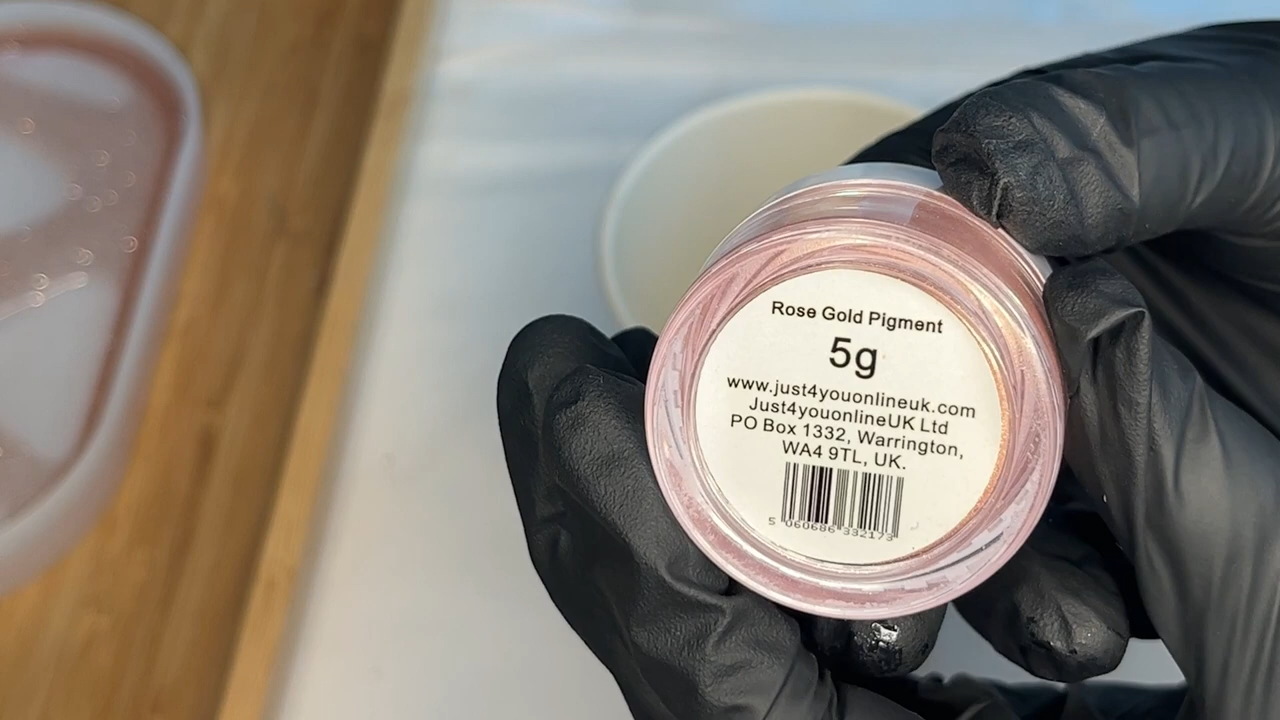 Rose Gold Pigment
5g
www.just4youonlineuk.com
Just4youonlineUK Ltd
PO Box 1332, Warrington,
WA4 9TL, UK.
5 060686 332173